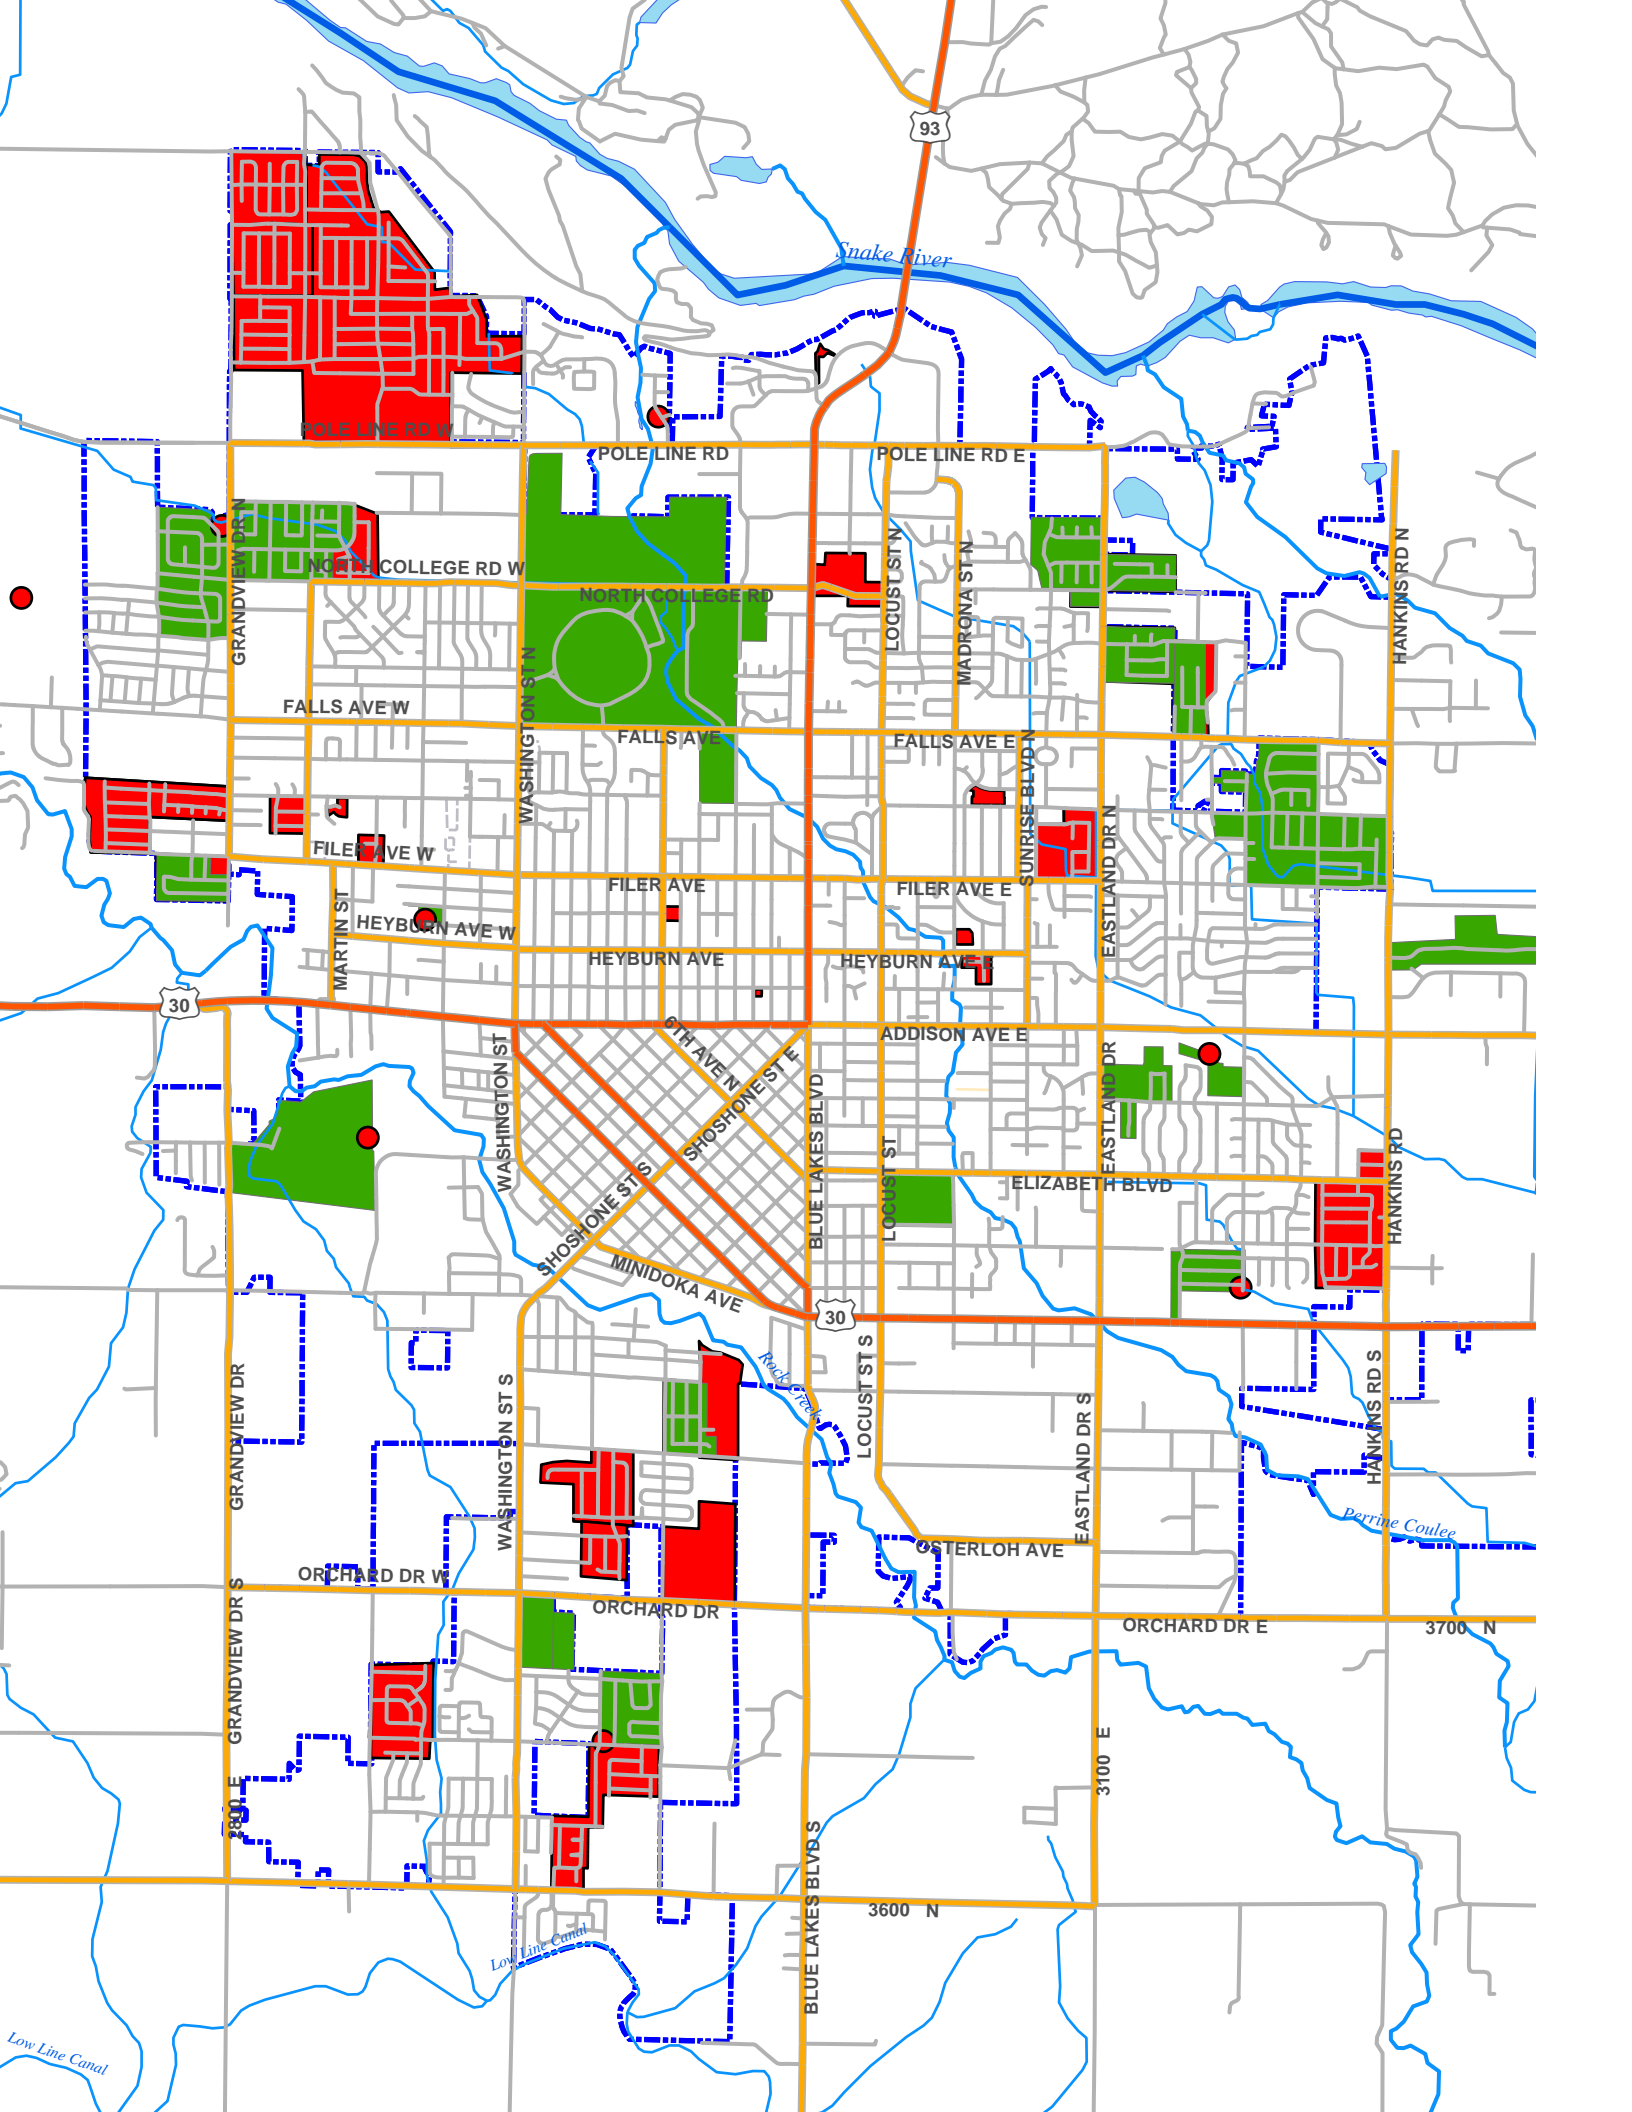 93
Snake River
POLE LINE RD W
POLE LINE RD
POLE LINE RD E
GRANDVIEW DR N
NORTH COLLEGE RD W
NORTH COLLEGE RD
LOCUST ST N
MADRONA ST N
HANKINS RD N
WASHINGTON ST N
FALLS AVE W
FALLS AVE
FALLS AVE E
SUNRISE BLVD N
EASTLAND DR N
FILER AVE W
FILER AVE
FILER AVE E
MARTIN ST
HEYBURN AVE W
HEYBURN AVE
HEYBURN AVE E
30
6TH AVE N
ADDISON AVE E
WASHINGTON ST
SHOSHONE ST E
BLUE LAKES BLVD
EASTLAND DR
LOCUST ST
HANKINS RD
ELIZABETH BLVD
SHOSHONE ST S
MINIDOKA AVE
30
Rock Creek
LOCUST ST S
GRANDVIEW DR
WASHINGTON ST S
EASTLAND DR S
HANKINS RD S
Perrine Coulee
OSTERLOH AVE
ORCHARD DR W
ORCHARD DR
ORCHARD DR E
3700 N
GRANDVIEW DR S
3100 E
2800 E
BLUE LAKES BLVD S
3600 N
Low Line Canal
Low Line Canal